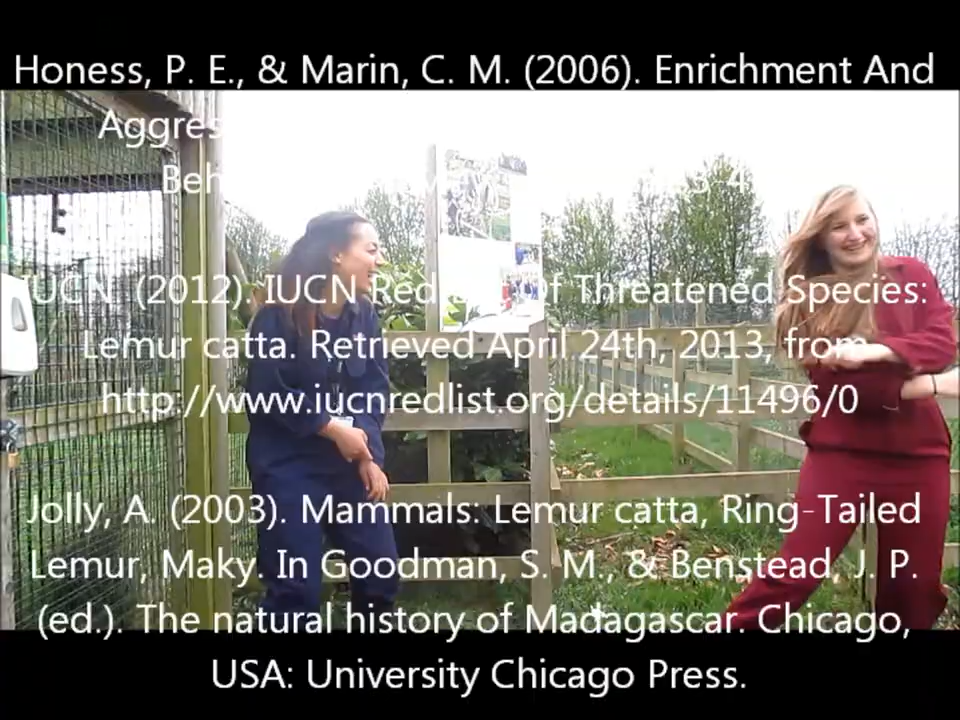 Honess, P. E., & Marin, C. M. (2006). Enrichment And
IUCN. (2012). IUCN Red of Threatened Species:
Lemur catta. Retrieved April 24th, 2013, from
http://www.iucnredlist.org/details/11496/0
Jolly, A. (2003). Mammals: Lemur catta, Ring-Tailed
Lemur, Maky. In Goodman, S. M., & Benstead, J. P.
(ed.). The natural history of Madagascar. Chicago,
USA: University Chicago Press.